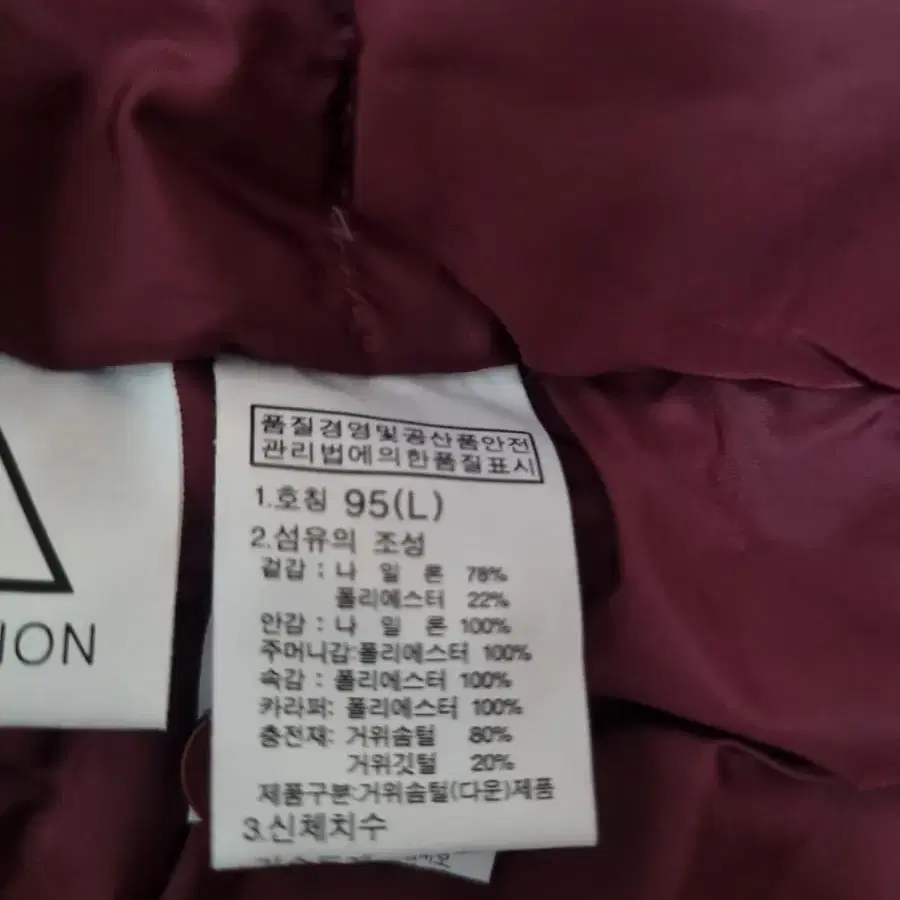 품질경영및공산품안전
관리법에의한품질표시
1.호칭 95(L)
2.섬유의 조성
겉감 : 나 일 론 78%
폴리에스터 22%
안감 : 나 일 론 100%
주머니감:폴리에스터 100%
속감 : 폴리에스터 100%
카라퍼: 폴리에스터 100%
충전재: 거위솜털 80%
거위깃털 20%
제품구분:거위솜털(다운)제품
3.신체치수